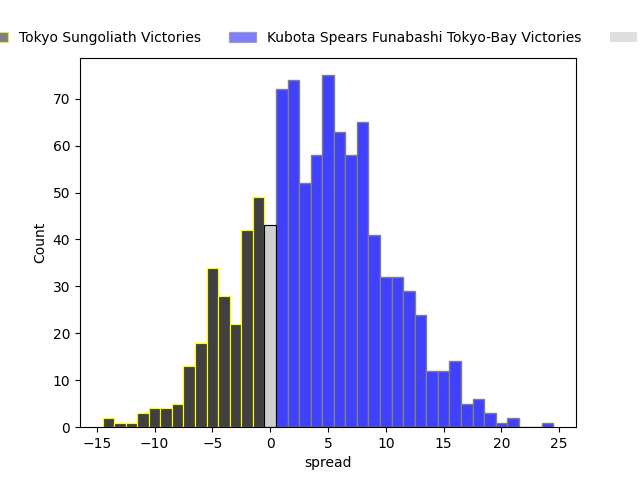 Tokyo Sungoliath Victories Kubota Spears Funabashi Tokyo-Bay Victories
70
60
50
40
30
20
10
0
Count
−15 −10 −5 0 5 10 15 20 25
spread